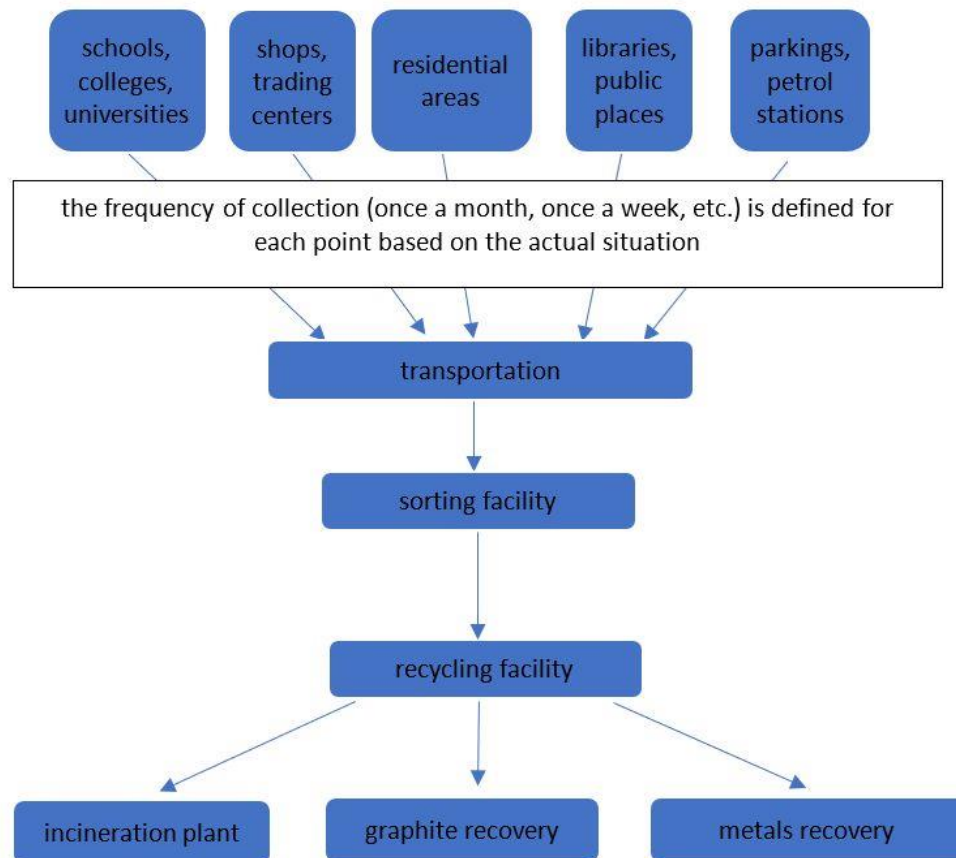 schools,
colleges,
universities
shops,
trading
centers
residential
areas
libraries,
public
places
parkings,
petrol
stations
the frequency of collection (once a month, once a week, etc.) is defined for
each point based on the actual situation
transportation
sorting facility
recycling facility
incineration plant
graphite recovery
metals recovery